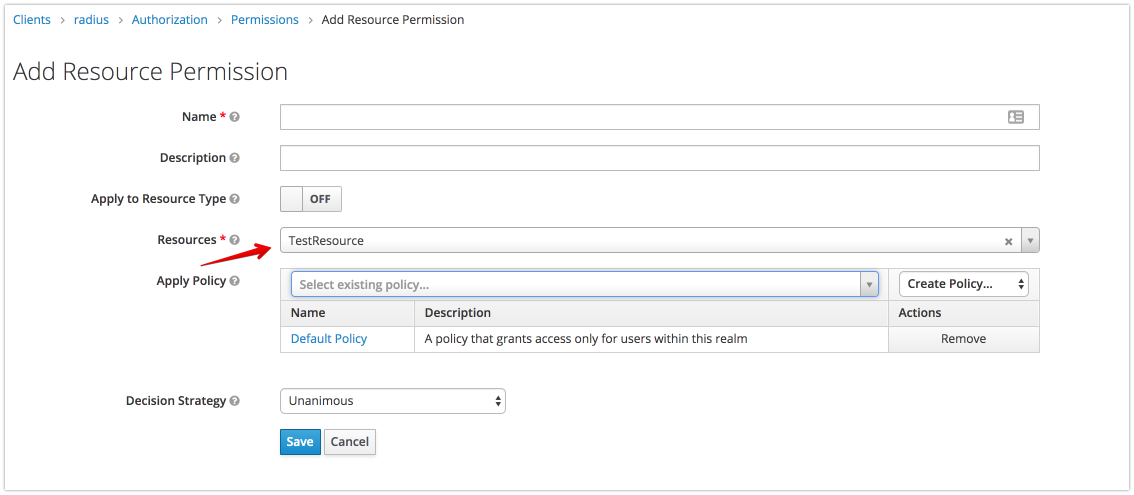 Clients > radius > Authorization > Permissions > Add Resource Permission
Add Resource Permission
Name *
Description
Apply to Resource Type
OFF
Resources *
TestResource
Apply Policy
Select existing policy...
Create Policy...
Name Description Actions
Default Policy A policy that grants access only for users within this realm Remove
Decision Strategy
Unanimous
Save Cancel